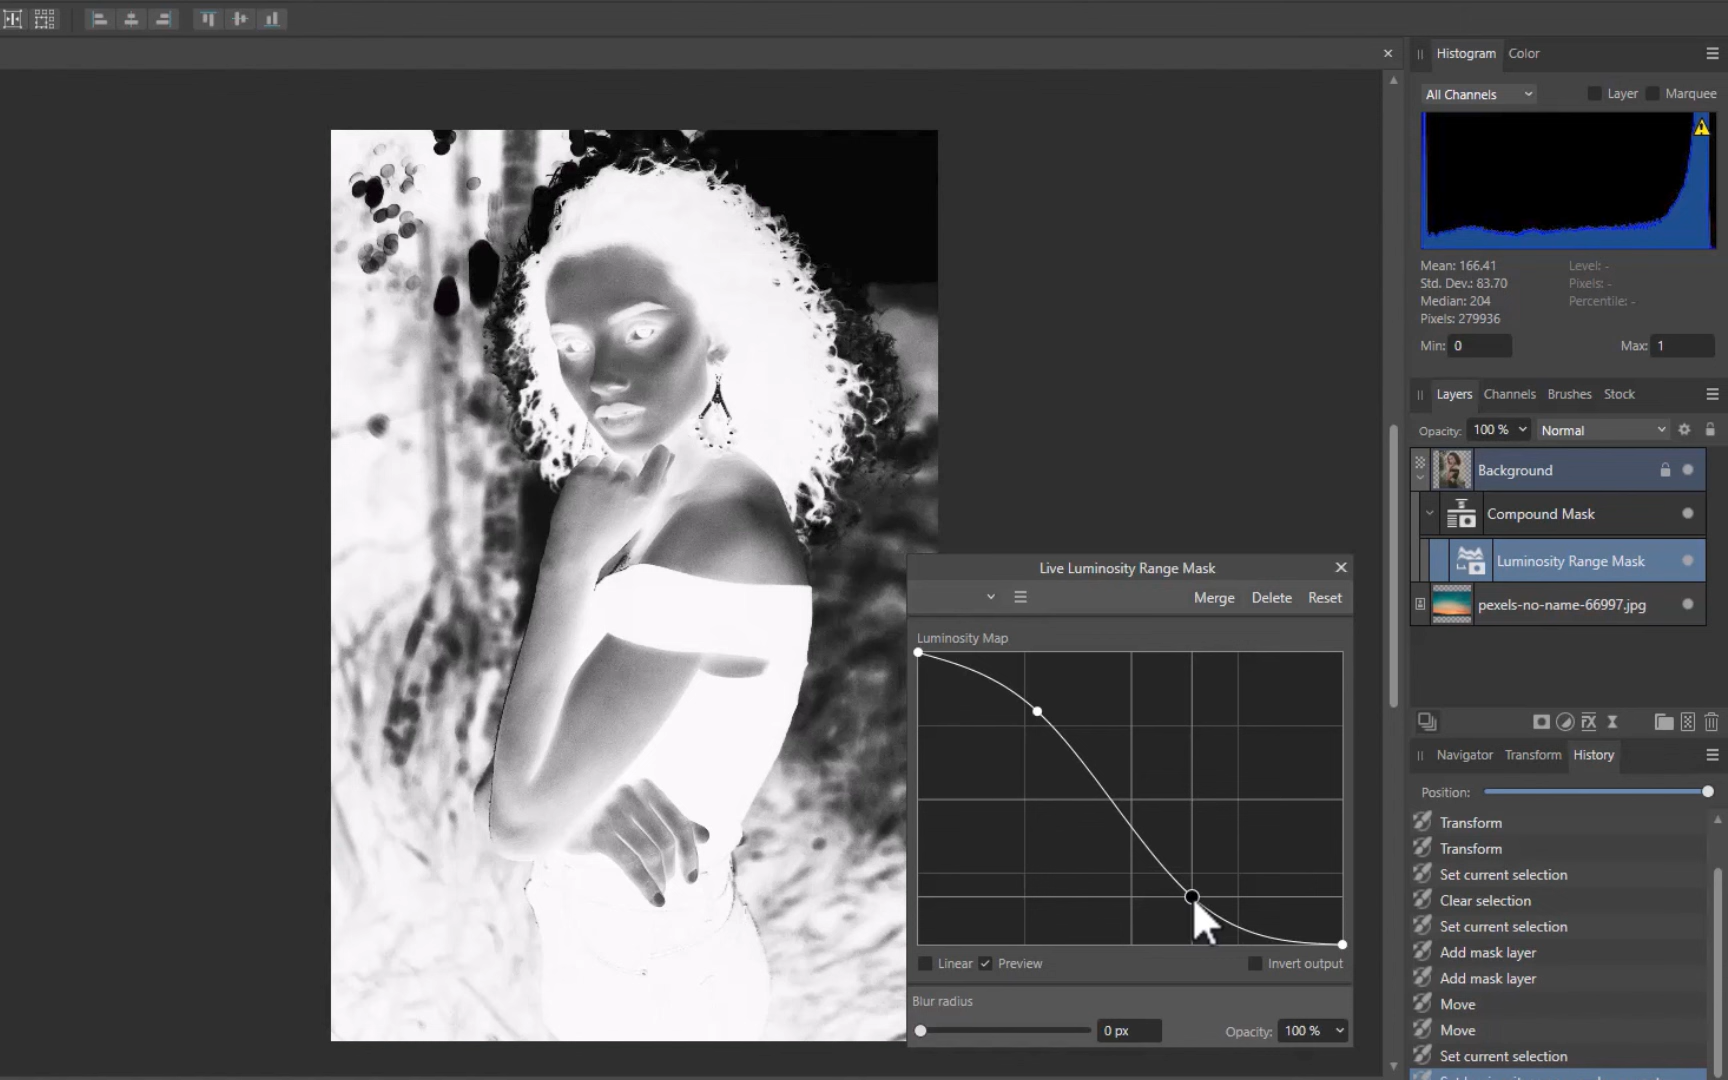 Histogram Color
All Channels Layer Marquee
Mean: 166.41 Level: -
Std. Dev.: 83.70 Pixels: -
Median: 204 Percentile: -
Pixels: 279936
Min: 0 Max: 1
Layers Channels Brushes Stock
Opacity: 100 % Normal
Background
Compound Mask
Luminosity Range Mask
pexels-no-name-66997.jpg
Live Luminosity Range Mask
Merge Delete Reset
Luminosity Map
Linear Preview Invert output
Blur radius
0 px Opacity: 100 %
Navigator Transform History
Position:
Transform
Transform
Set current selection
Clear selection
Set current selection
Add mask layer
Add mask layer
Move
Move
Set current selection